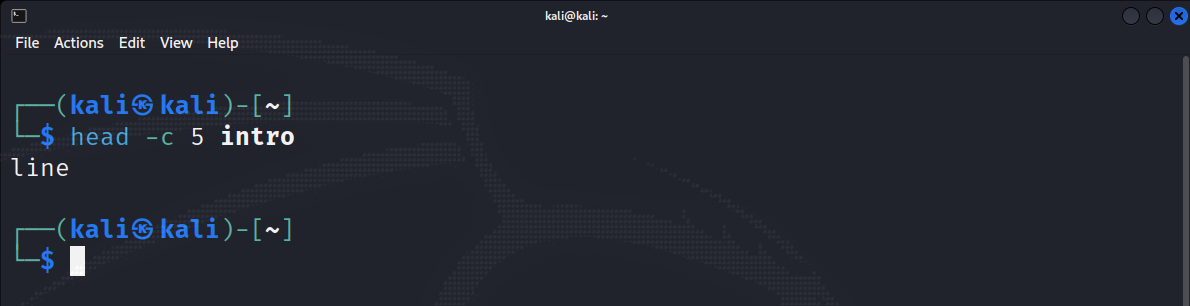 kali@kali: ~
File Actions Edit View Help
┌──(kali㉿kali)-[~]
└─$ head -c 5 intro
line
┌──(kali㉿kali)-[~]
└─$